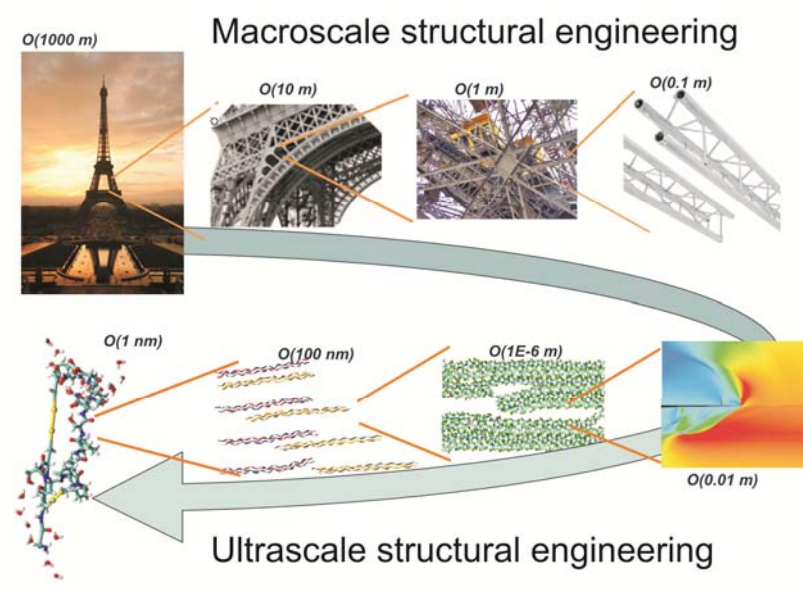 Macroscale structural engineering
O(1000 m)
O(10 m)
O(1 m)
O(0.1 m)
O(1 nm)
O(100 nm)
O(1E-6 m)
O(0.01 m)
Ultrascale structural engineering